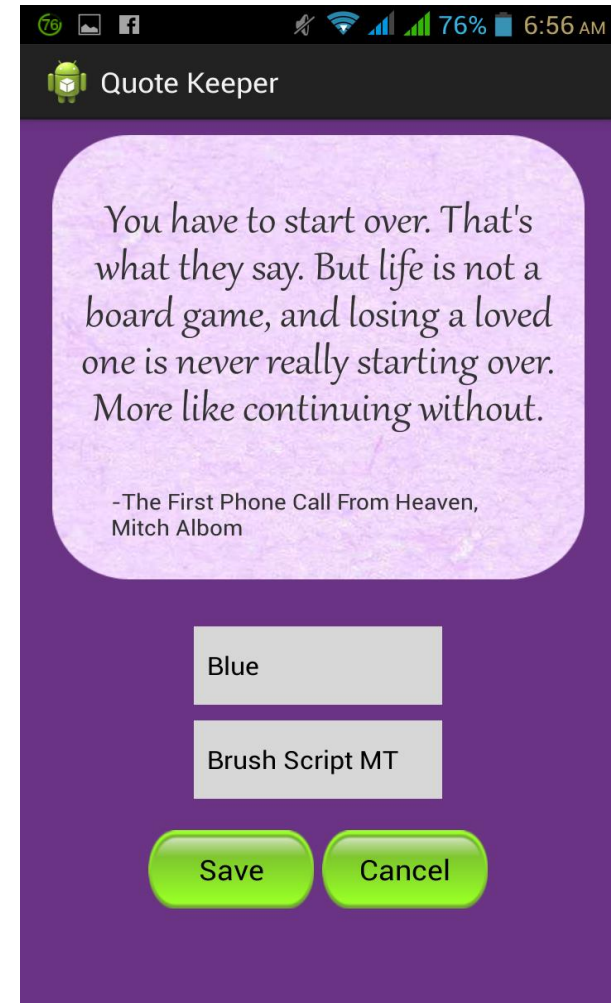 76 76% 6:56 AM
Quote Keeper
You have to start over. That's
what they say. But life is not a
board game, and losing a loved
one is never really starting over.
More like continuing without.
-The First Phone Call From Heaven,
Mitch Albom
Blue
Brush Script MT
Save Cancel